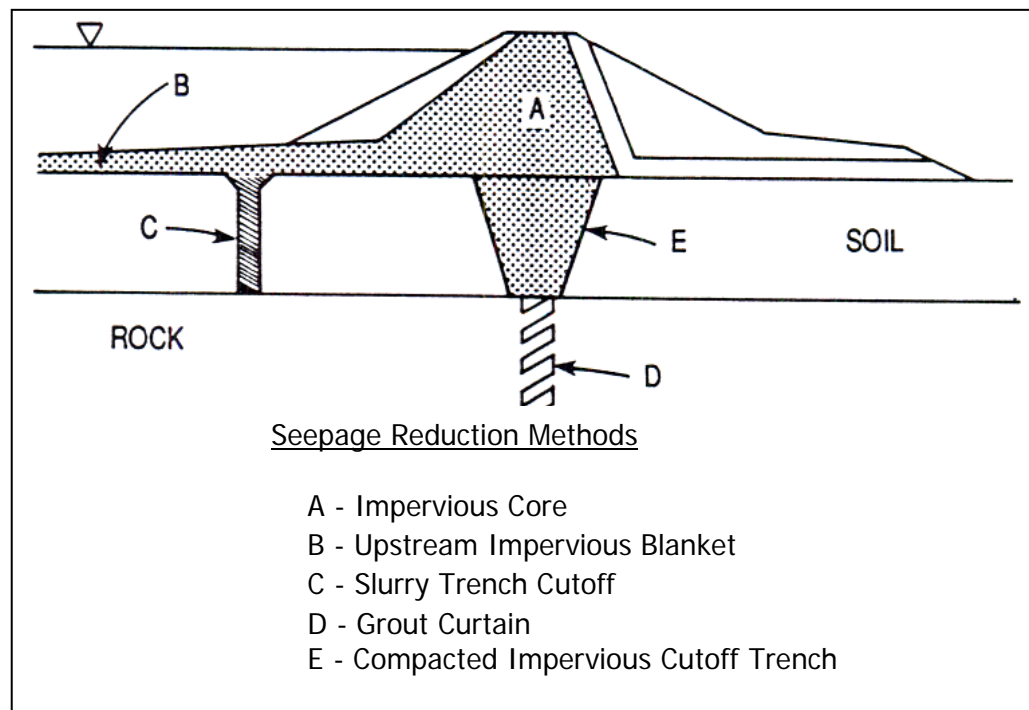 B
A
C
E
SOIL
ROCK
D
Seepage Reduction Methods
A - Impervious Core
B - Upstream Impervious Blanket
C - Slurry Trench Cutoff
D - Grout Curtain
E - Compacted Impervious Cutoff Trench